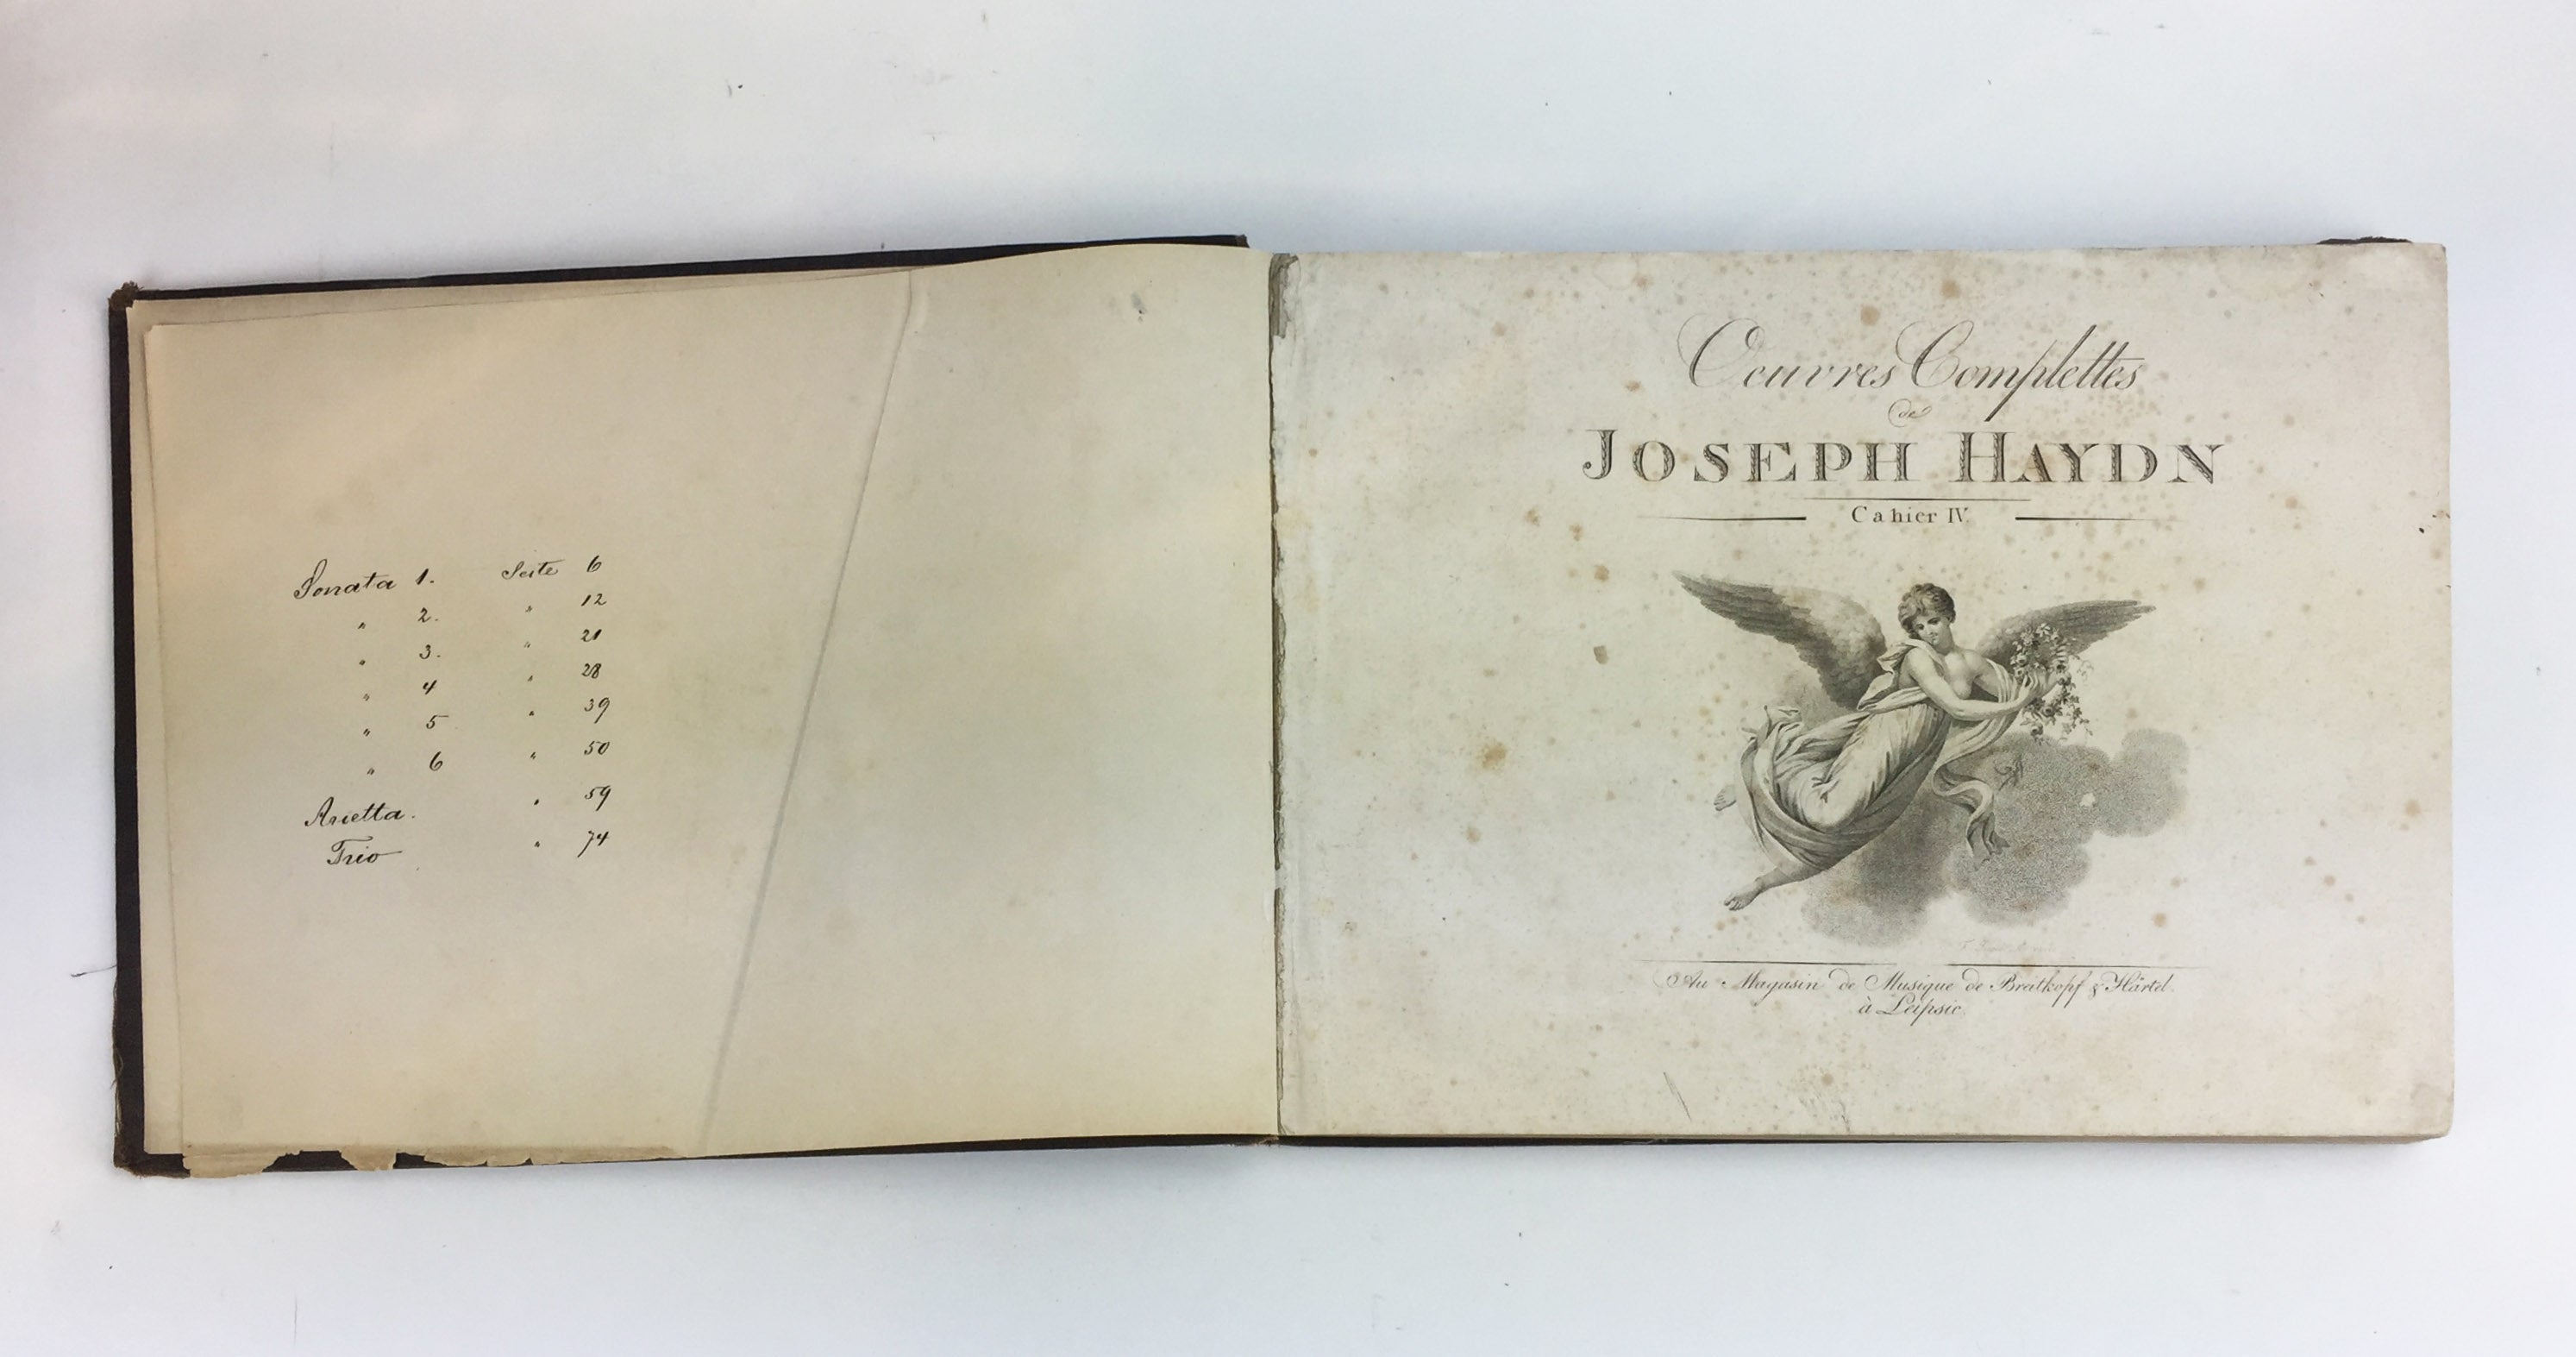 Sonata 1. Seite 6
" 2. " 12
" 3. " 21
" 4 " 28
" 5 " 39
" 6 " 50
Arietta. " 59
Trio " 74
Oeuvres Complettes
de
JOSEPH HAYDN
Cahier IV.
Au Magasin de Musique de Breitkopf & Härtel
à Leipsic